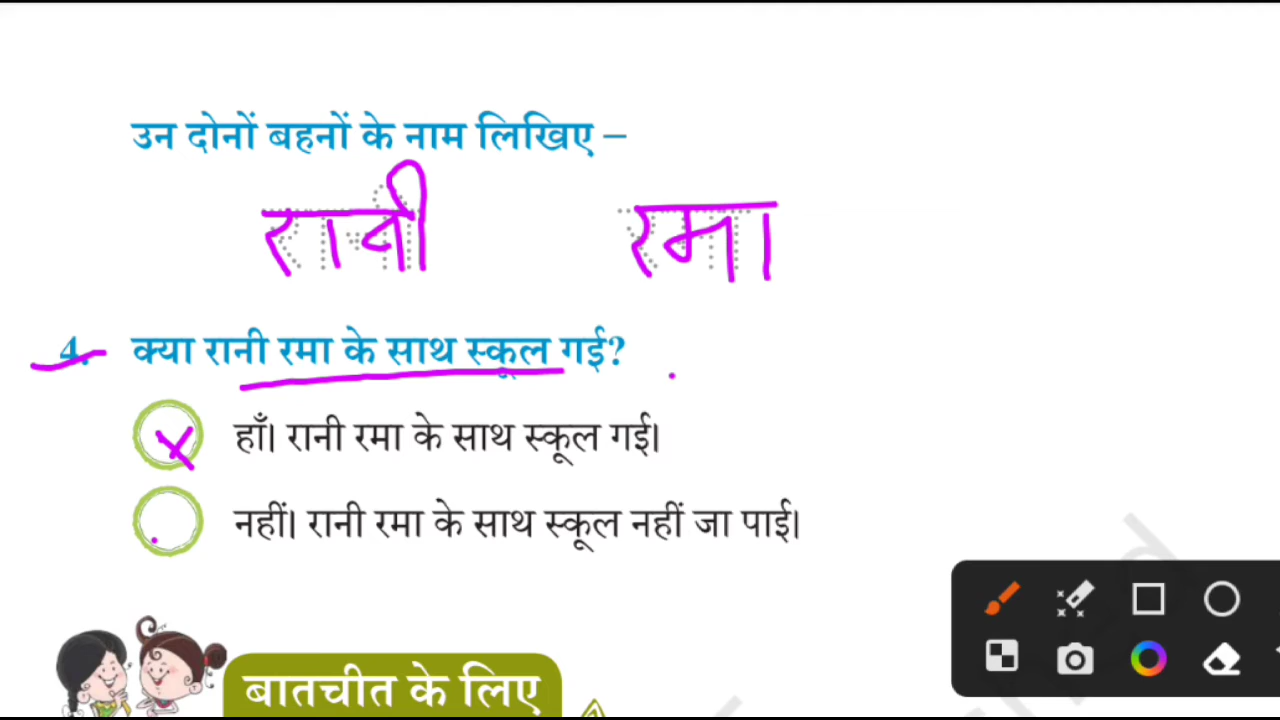 उन दोनों बहनों के नाम लिखिए –
रानी रमा
4. क्या रानी रमा के साथ स्कूल गई?
हाँ। रानी रमा के साथ स्कूल गई।
नहीं। रानी रमा के साथ स्कूल नहीं जा पाई।
बातचीत के लिए